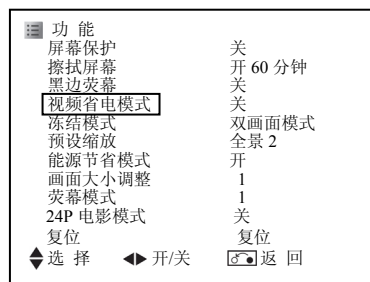 功 能
屏幕保护 关
擦拭屏幕 开 60 分钟
黑边荧幕 关
视频省电模式 关
冻结模式 双画面模式
预设缩放 全景 2
能源节省模式 开
画面大小调整 1
荧幕模式 1
24P 电影模式 关
复位 复位
选 择 开/关 返 回